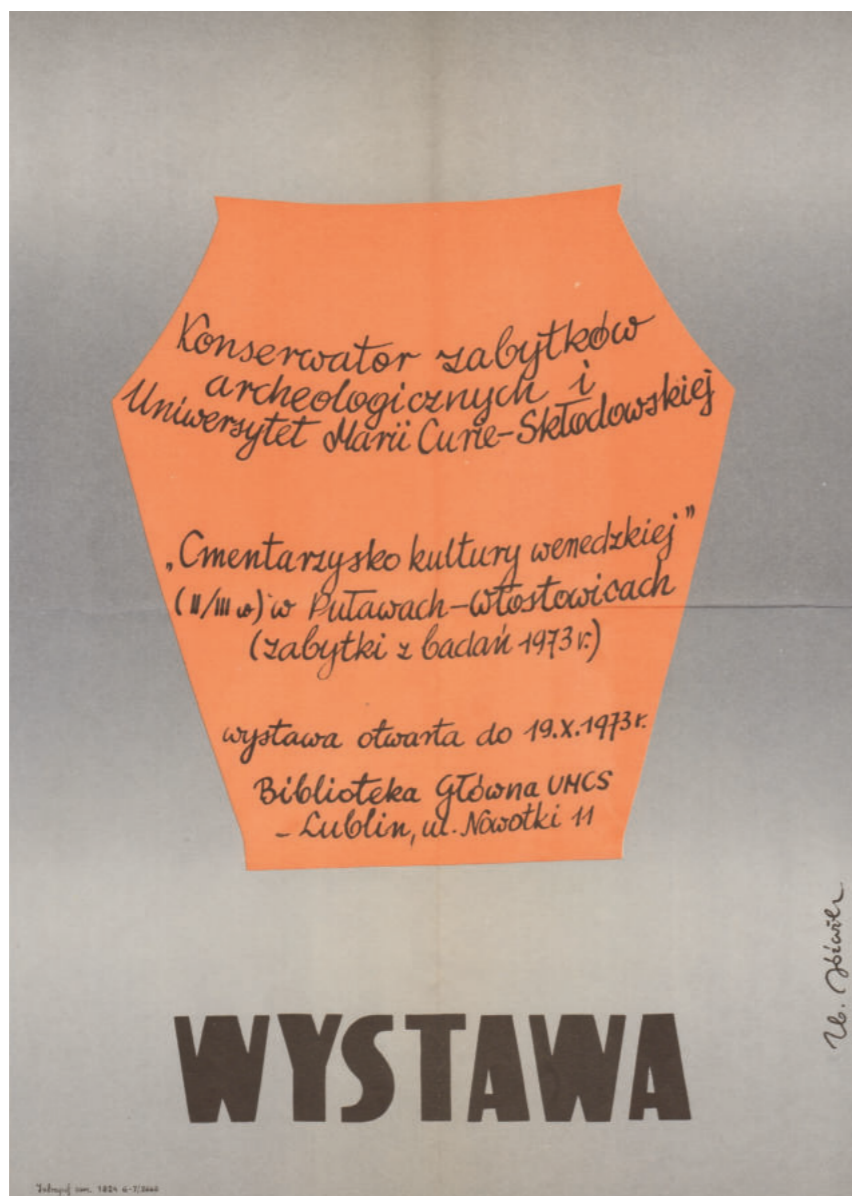 Konserwator zabytków
archeologicznych i
Uniwersytet Marii Curie-Skłodowskiej
„Cmentarzysko kultury wenedzkiej"
(II/III w) w Puławach-Włostowicach
(zabytki z badań 1973 r.)
wystawa otwarta do 19.X.1973 r.
Biblioteka Główna UMCS
- Lublin, ul. Nowotki 11
WYSTAWA